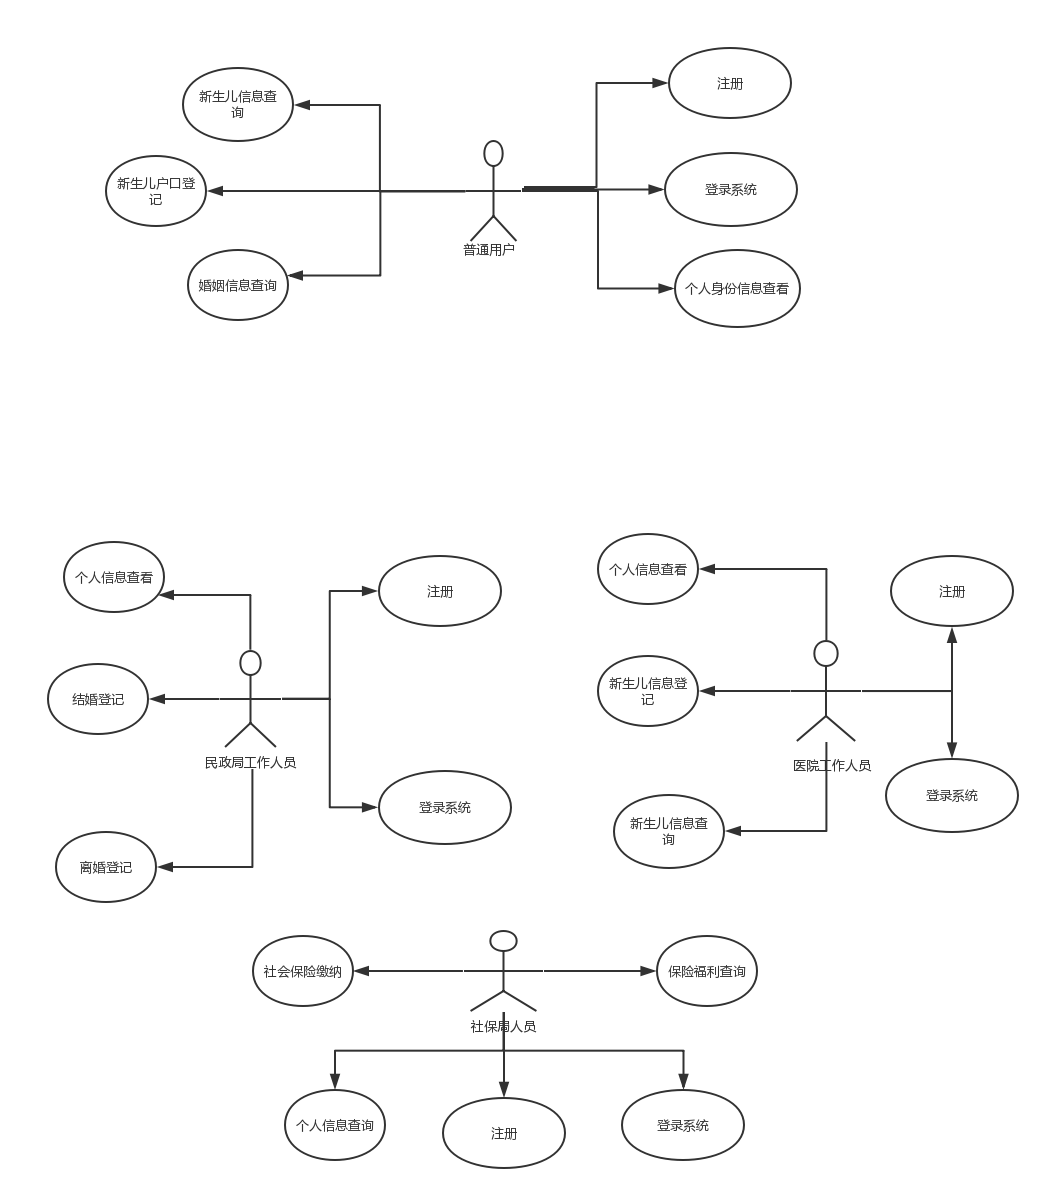 注册
新生儿信息查
询
新生儿户口登
记
登录系统
普通用户
婚姻信息查询
个人身份信息查看
个人信息查看
注册
结婚登记
民政局工作人员
登录系统
离婚登记
个人信息查看
注册
新生儿信息登
记
医院工作人员
登录系统
新生儿信息查
询
社会保险缴纳
保险福利查询
社保局人员
个人信息查询
注册
登录系统